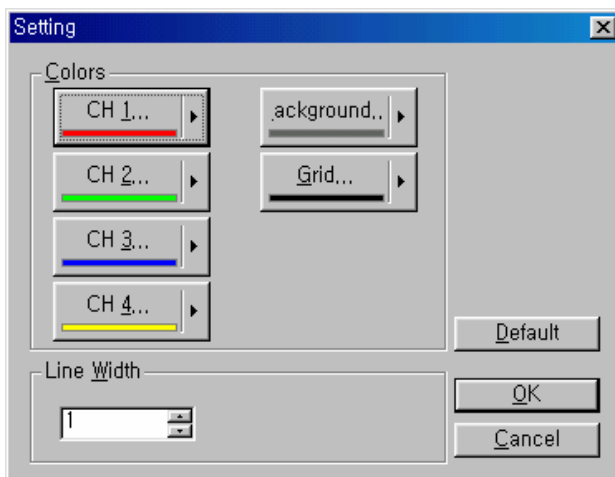 Setting
Colors
CH 1...
ackground..
CH 2...
Grid...
CH 3...
CH 4...
Default
Line Width
1
OK
Cancel